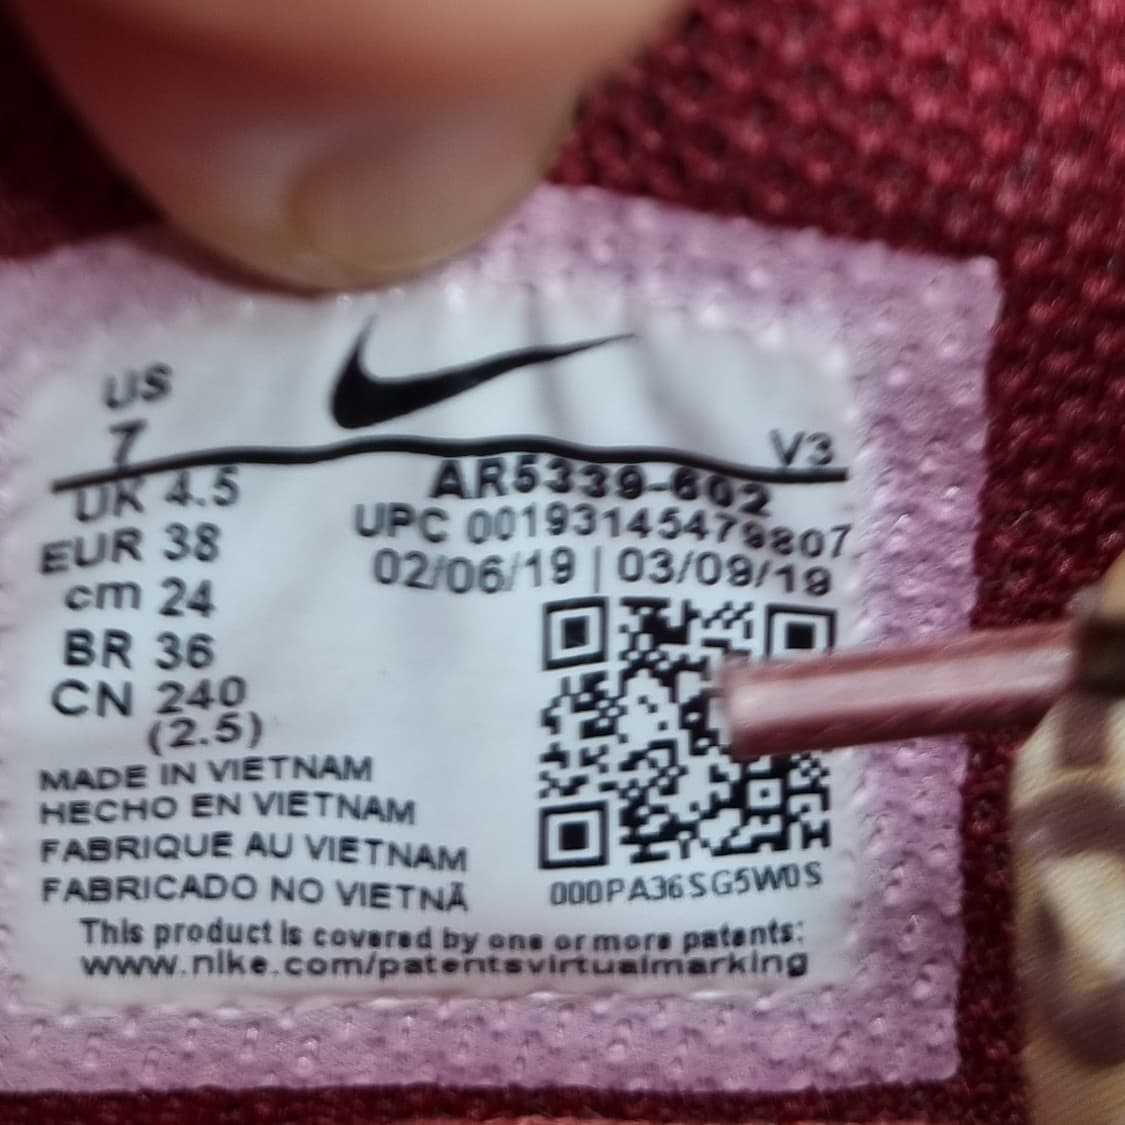 US
7
UK 4.5
EUR 38
cm 24
BR 36
CN 240
(2.5)
V3
AR5339-602
UPC 00193145479807
02/06/19 | 03/09/19
000PA36SG5W0S
MADE IN VIETNAM
HECHO EN VIETNAM
FABRIQUE AU VIETNAM
FABRICADO NO VIETNÃ
This product is covered by one or more patents:
www.nike.com/patentsvirtualmarking